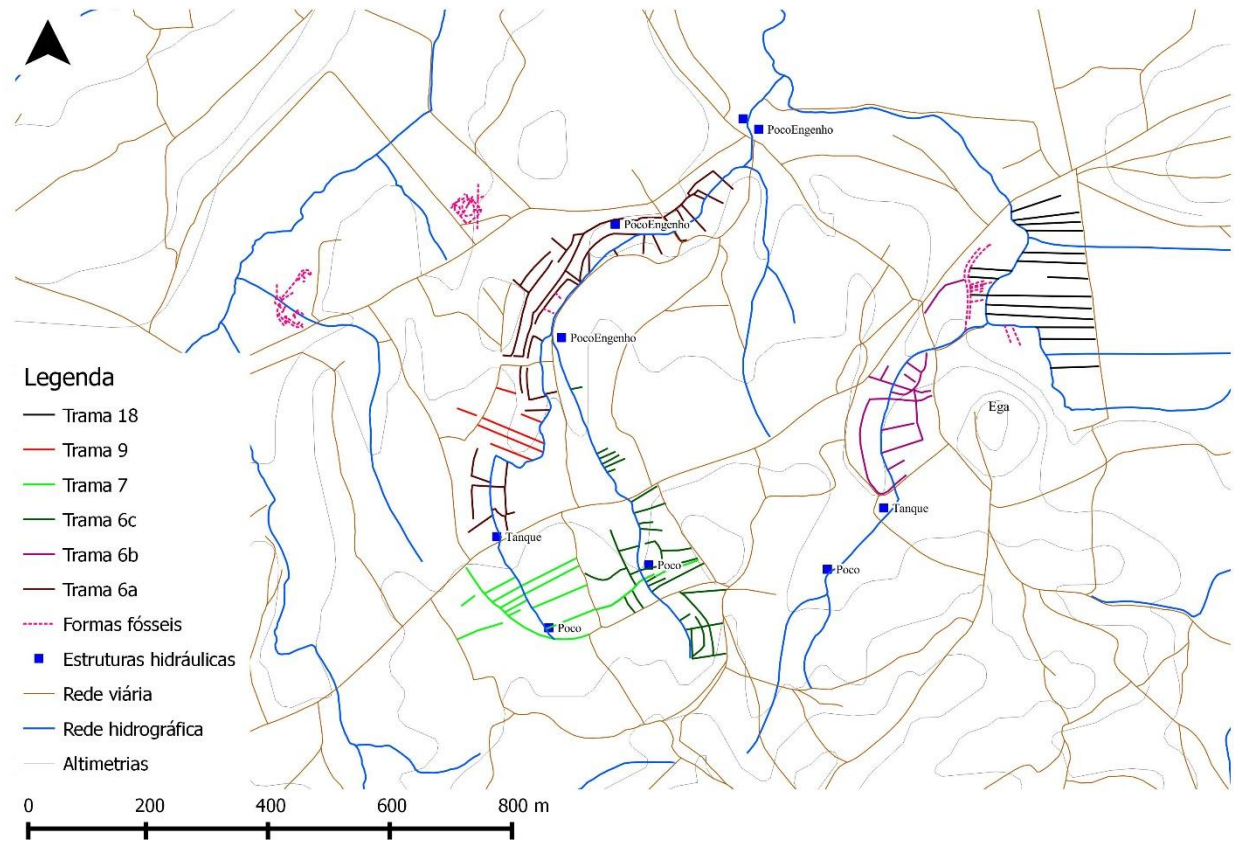 PocoEngenho
PocoEngenho
PocoEngenho
Ega
Tanque
Tanque
Poco
Poco
Poco
Legenda
Trama 18
Trama 9
Trama 7
Trama 6c
Trama 6b
Trama 6a
Formas fósseis
Estruturas hidráulicas
Rede viária
Rede hidrográfica
Altimetrias
0 200 400 600 800 m